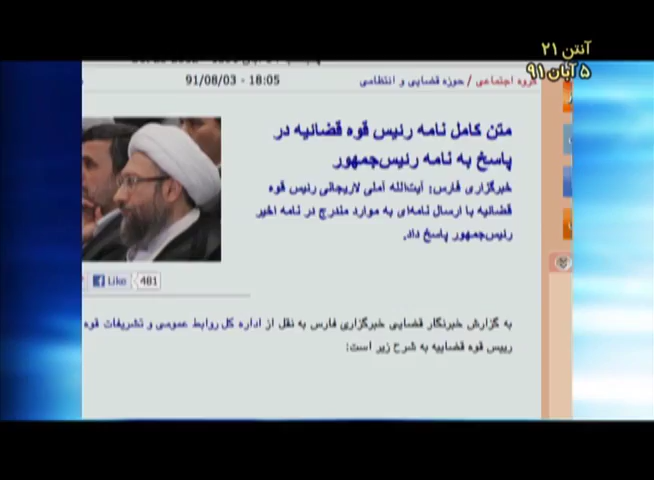 آنتن ۲۱
۵ آبان ۹۱
گروه اجتماعی / حوزه قضایی و انتظامی
91/08/03 - 18:05
متن کامل نامه رئیس قوه قضائیه در
پاسخ به نامه رئیس‌جمهور
خبرگزاری فارس: آیت‌الله آملی لاریجانی رئیس قوه
قضائیه با ارسال نامه‌ای به موارد مندرج در نامه اخیر
رئیس‌جمهور پاسخ داد.
Like 481
به گزارش خبرنگار قضایی خبرگزاری فارس به نقل از اداره کل روابط عمومی و تشریفات قوه
رییس قوه قضاییه به شرح زیر است: